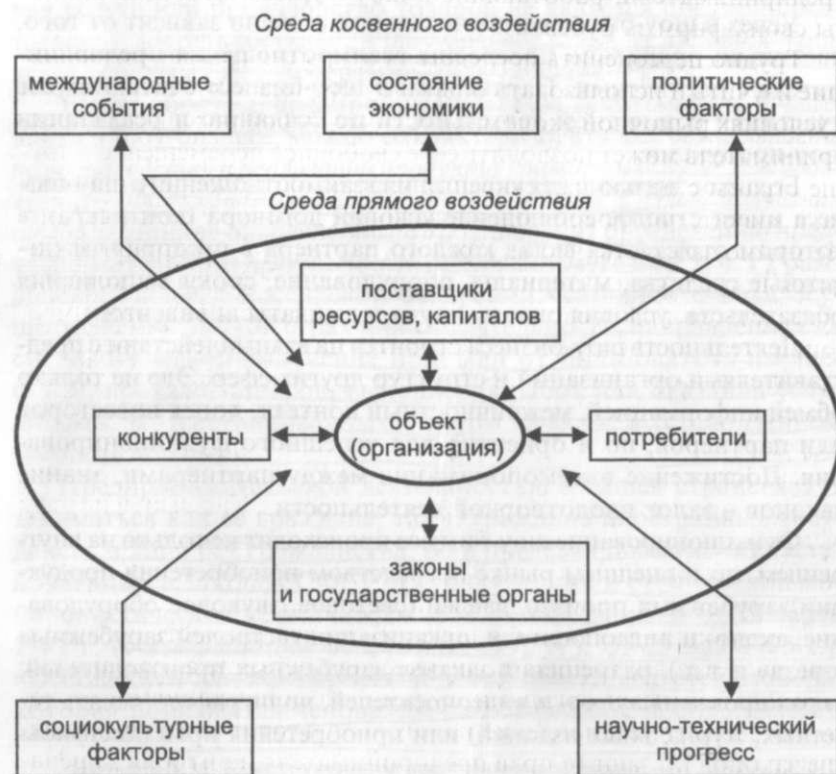 Среда косвенного воздействия
международные
события
состояние
экономики
политические
факторы
Среда прямого воздействия
поставщики
ресурсов, капиталов
конкуренты
объект
(организация)
потребители
законы
и государственные органы
социокультурные
факторы
научно-технический
прогресс